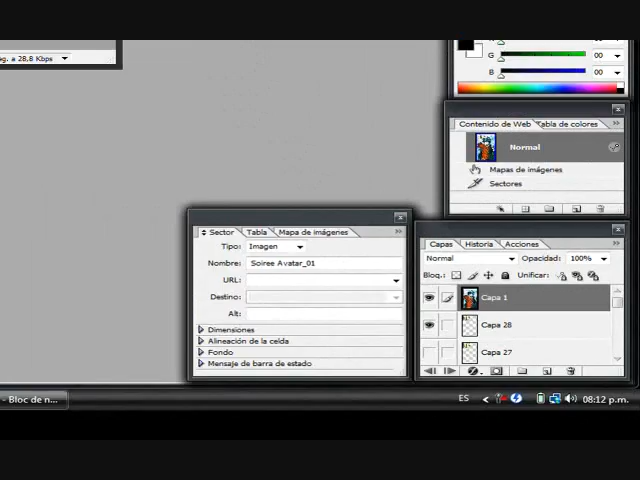 ág. a 28,8 Kbps
G
00
B
00
Contenido de Web
Tabla de colores
Normal
Mapas de imágenes
Sectores
Sector
Tabla
Mapa de imágenes
Tipo:
Imagen
Nombre:
Soiree Avatar_01
URL:
Destino:
Alt:
Dimensiones
Alineación de la celda
Fondo
Mensaje de barra de estado
Capas
Historia
Acciones
Normal
Opacidad:
100%
Bloq.:
Unificar:
Capa 1
Capa 28
Capa 27
- Bloc de n...
ES
08:12 p.m.